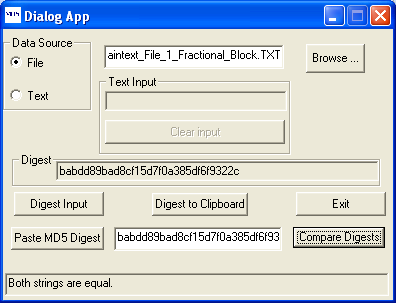 Dialog App
Data Source
File
Text
aintext_File_1_Fractional_Block.TXT
Browse ...
Text Input
Clear input
Digest
babdd89bad8cf15d7f0a385df6f9322c
Digest Input
Digest to Clipboard
Exit
Paste MD5 Digest
babdd89bad8cf15d7f0a385df6f93
Compare Digests
Both strings are equal.